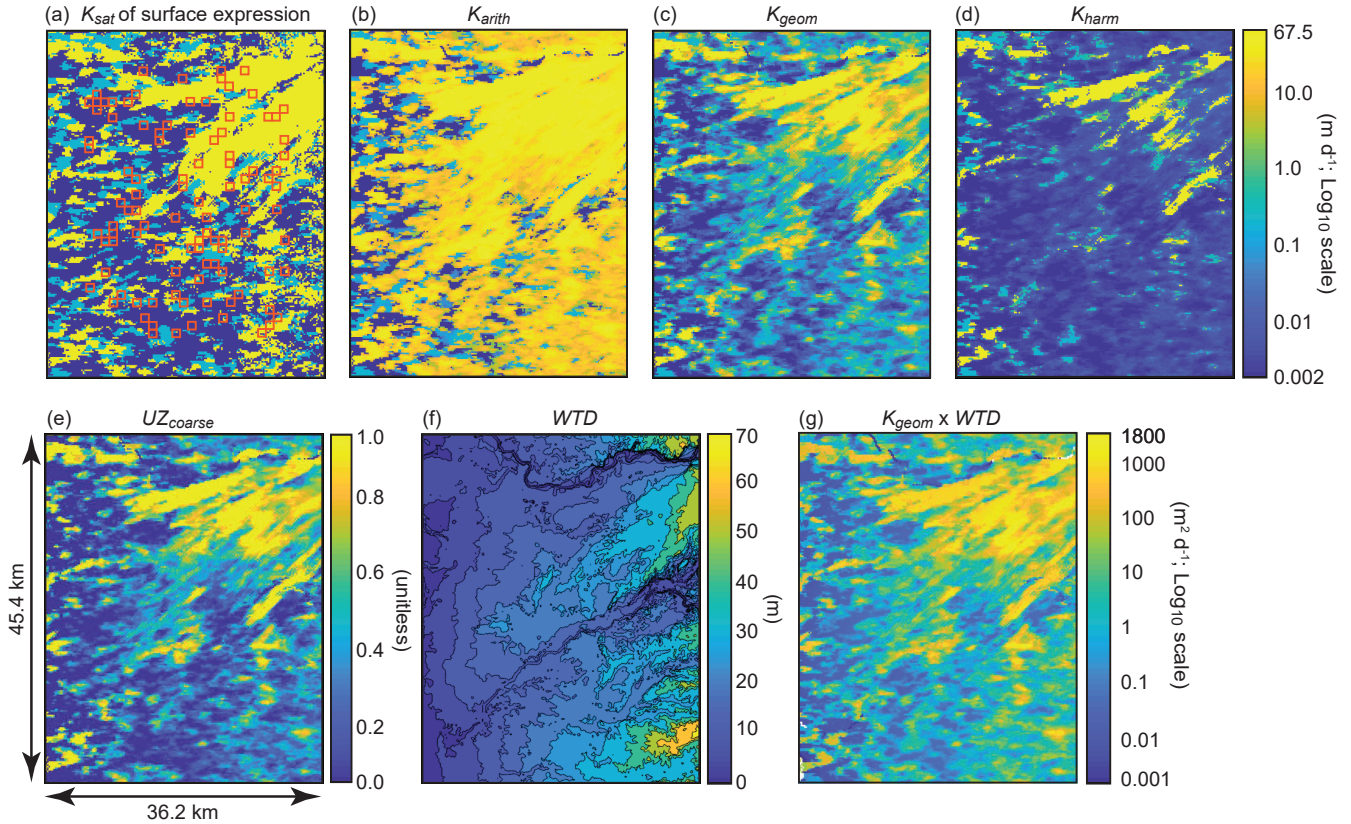 (a) Ksat of surface expression
(b) Karith
(c) Kgeom
(d) Kharm
67.5
10.0
1.0
0.1
0.01
0.002
(m d-1; Log10 scale)
(e) UZcoarse
1.0
0.8
0.6
0.4
0.2
0.0
(unitless)
45.4 km
36.2 km
(f) WTD
70
60
50
40
30
20
10
0
(m)
(g) Kgeom x WTD
1800
1000
100
10
1
0.1
0.01
0.001
(m2 d-1; Log10 scale)